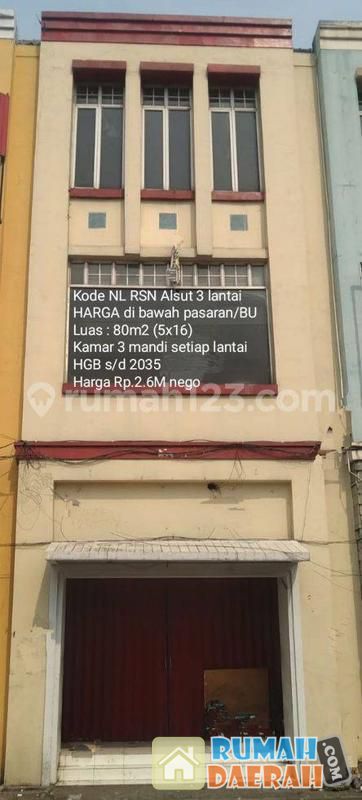 Kode NL RSN Alsut 3 lantai
HARGA di bawah pasaran/BU
Luas : 80m2 (5x16)
Kamar 3 mandi setiap lantai
HGB s/d 2035
Harga Rp.2.6M nego
rumah123.com
RUMAH
DAERAH
.COM